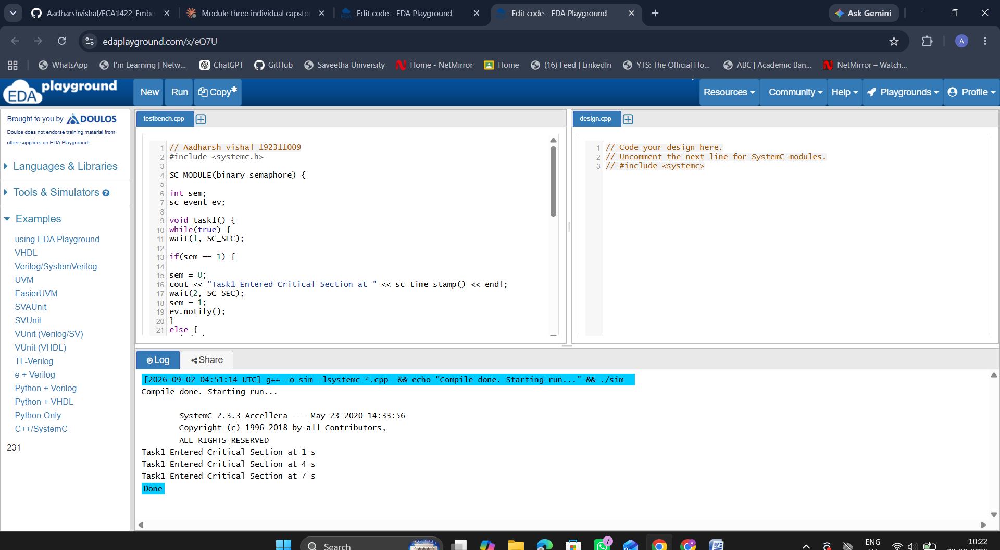 Aadharshvishal/ECA1422_Embe
Module three individual capsto
Edit code - EDA Playground
Edit code - EDA Playground
Ask Gemini
edaplayground.com/x/eQ7U
A
WhatsApp
I'm Learning | Netw...
ChatGPT
GitHub
Saveetha University
Home - NetMirror
Home
(16) Feed | LinkedIn
YTS: The Official Ho...
ABC | Academic Ban...
NetMirror – Watch...
EDA playground
New
Run
Copy*
Resources
Community
Help
Playgrounds
Profile
Brought to you by DOULOS
Doulos does not endorse training material from
other suppliers on EDA Playground.
Languages & Libraries
Tools & Simulators ?
Examples
using EDA Playground
VHDL
Verilog/SystemVerilog
UVM
EasierUVM
SVAUnit
SVUnit
VUnit (Verilog/SV)
VUnit (VHDL)
TL-Verilog
e + Verilog
Python + Verilog
Python + VHDL
Python Only
C++/SystemC
231
testbench.cpp
1 // Aadharsh vishal 192311009
2 #include <systemc.h>
3
4 SC_MODULE(binary_semaphore) {
5
6 int sem;
7 sc_event ev;
8
9 void task1() {
10 while(true) {
11 wait(1, SC_SEC);
12
13 if(sem == 1) {
14
15 sem = 0;
16 cout << "Task1 Entered Critical Section at " << sc_time_stamp() << endl;
17 wait(2, SC_SEC);
18 sem = 1;
19 ev.notify();
20 }
21 else {
design.cpp
1 // Code your design here.
2 // Uncomment the next line for SystemC modules.
3 // #include <systemc>
Log
Share
[2026-09-02 04:51:14 UTC] g++ -o sim -lsystemc *.cpp && echo "Compile done. Starting run..." && ./sim
Compile done. Starting run...
SystemC 2.3.3-Accellera --- May 23 2020 14:33:56
Copyright (c) 1996-2018 by all Contributors,
ALL RIGHTS RESERVED
Task1 Entered Critical Section at 1 s
Task1 Entered Critical Section at 4 s
Task1 Entered Critical Section at 7 s
Done
Search
7
A
ENG
10:22